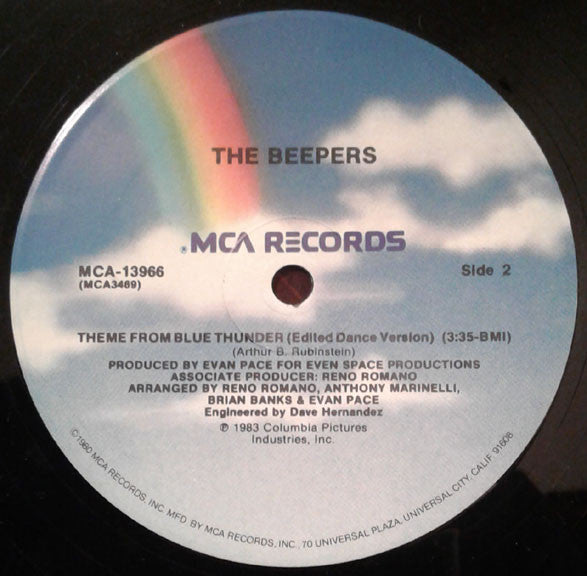 THE BEEPERS
®MCA RECORDS
MCA-13966
(MCA3469)
Side 2
THEME FROM BLUE THUNDER (Edited Dance Version) (3:35-BMI)
(Arthur B. Rubinstein)
PRODUCED BY EVAN PACE FOR EVEN SPACE PRODUCTIONS
ASSOCIATE PRODUCER: RENO ROMANO
ARRANGED BY RENO ROMANO, ANTHONY MARINELLI,
BRIAN BANKS & EVAN PACE
Engineered by Dave Hernandez
℗ 1983 Columbia Pictures
Industries, Inc.
©1980 MCA RECORDS, INC. MFD. BY MCA RECORDS, INC., 70 UNIVERSAL PLAZA, UNIVERSAL CITY, CALIF. 91608